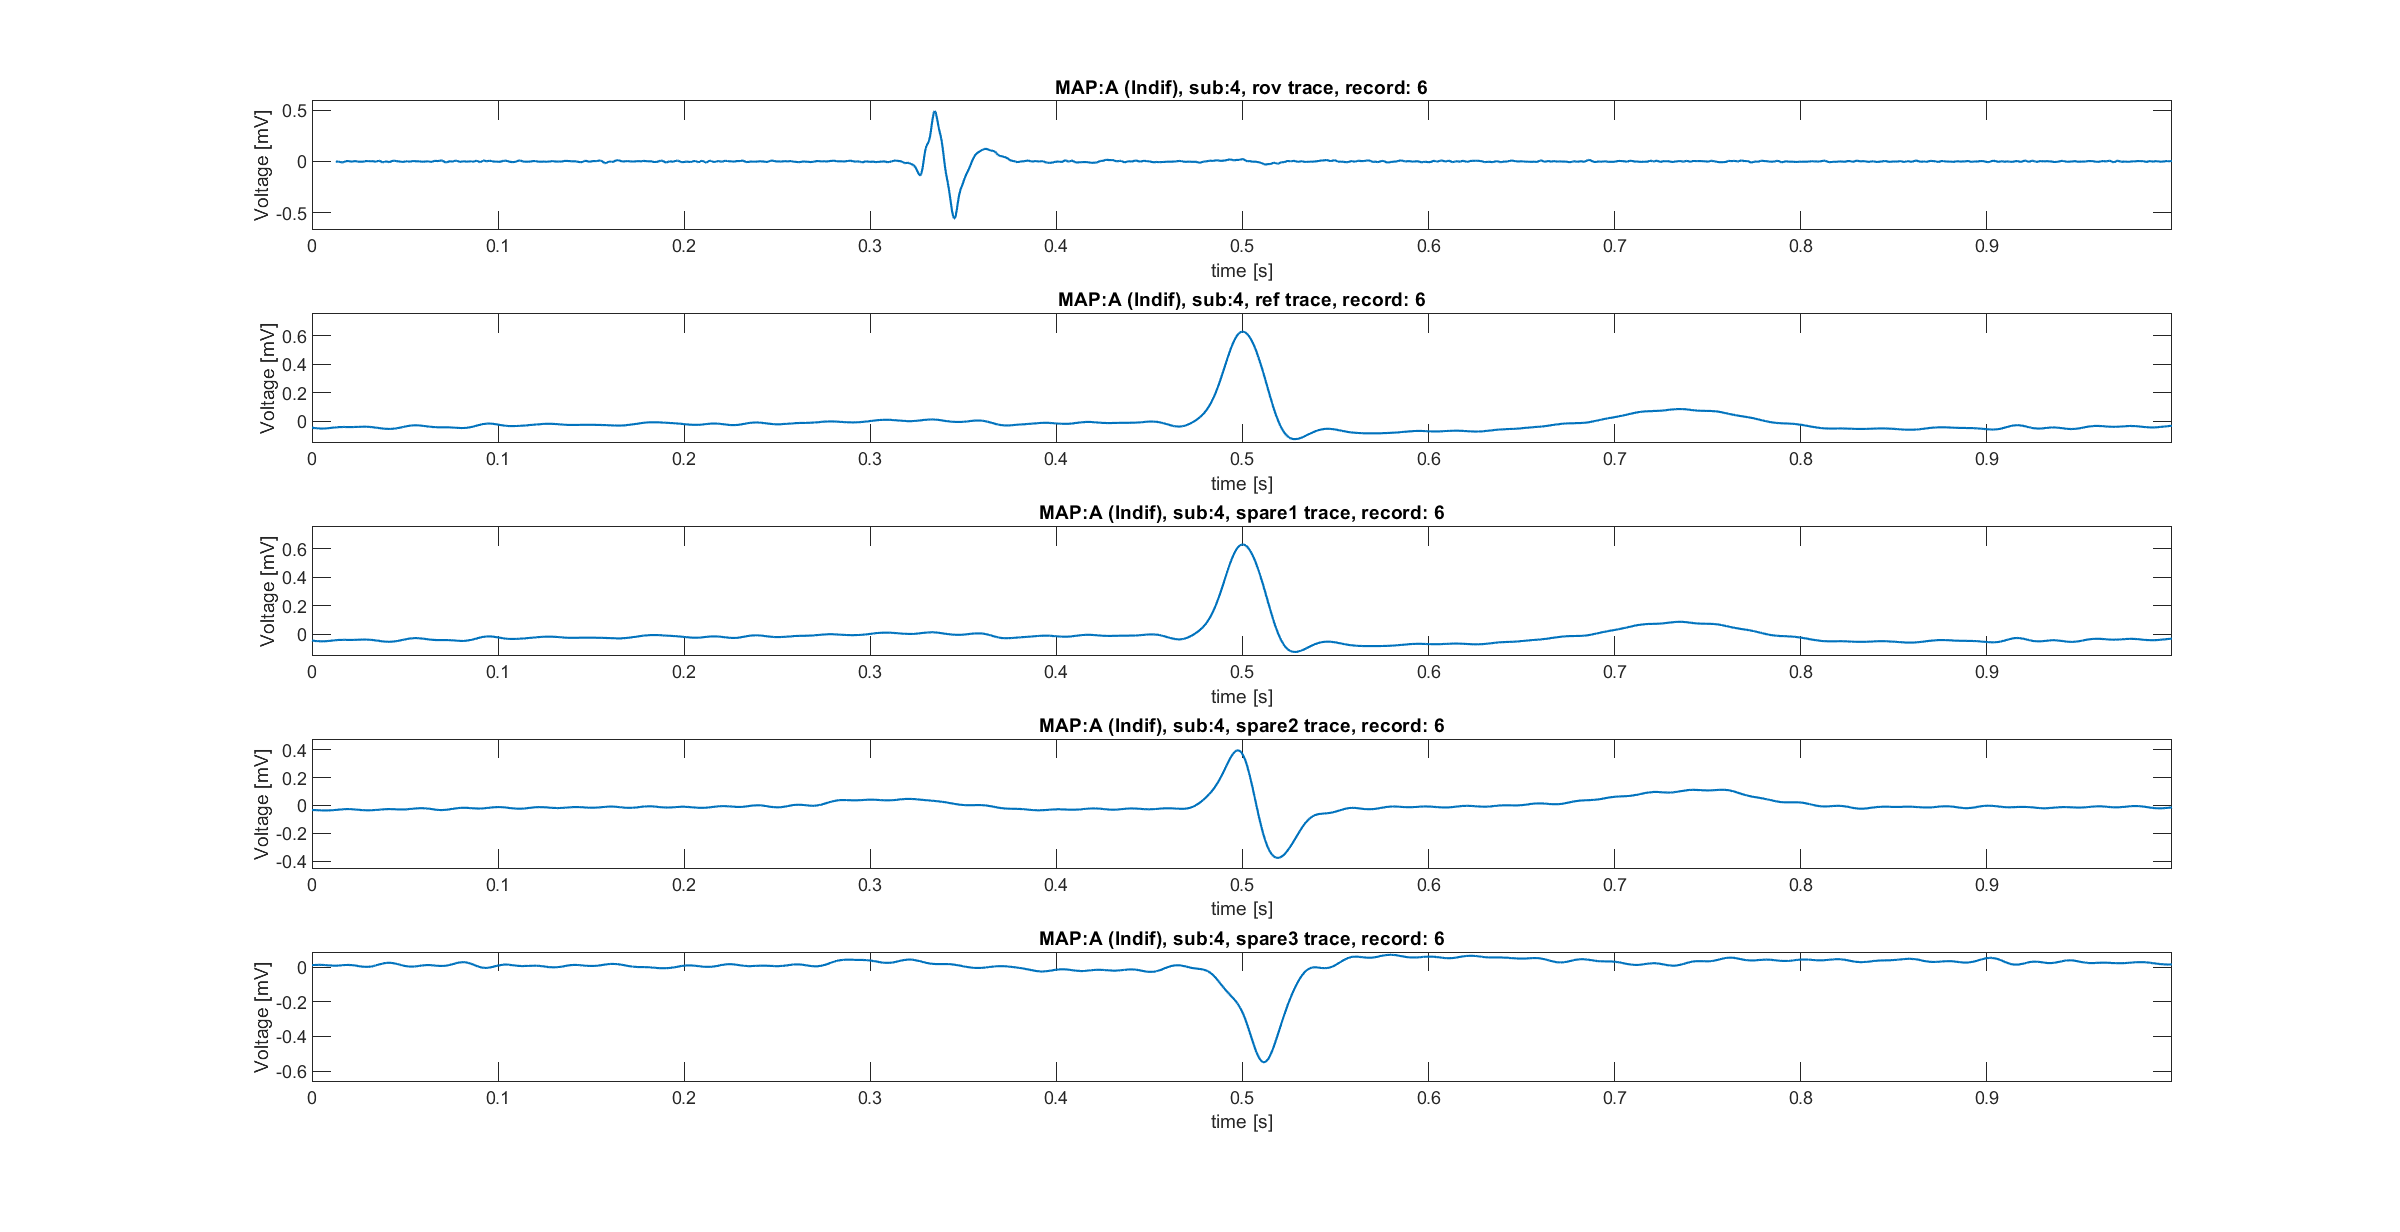 MAP:A (Indif), sub:4, rov trace, record: 6
Voltage [mV]
0.5
0
-0.5
0 0.1 0.2 0.3 0.4 0.5 0.6 0.7 0.8 0.9
time [s]
MAP:A (Indif), sub:4, ref trace, record: 6
Voltage [mV]
0.6
0.4
0.2
0
0 0.1 0.2 0.3 0.4 0.5 0.6 0.7 0.8 0.9
time [s]
MAP:A (Indif), sub:4, spare1 trace, record: 6
Voltage [mV]
0.6
0.4
0.2
0
0 0.1 0.2 0.3 0.4 0.5 0.6 0.7 0.8 0.9
time [s]
MAP:A (Indif), sub:4, spare2 trace, record: 6
Voltage [mV]
0.4
0.2
0
-0.2
-0.4
0 0.1 0.2 0.3 0.4 0.5 0.6 0.7 0.8 0.9
time [s]
MAP:A (Indif), sub:4, spare3 trace, record: 6
Voltage [mV]
0
-0.2
-0.4
-0.6
0 0.1 0.2 0.3 0.4 0.5 0.6 0.7 0.8 0.9
time [s]